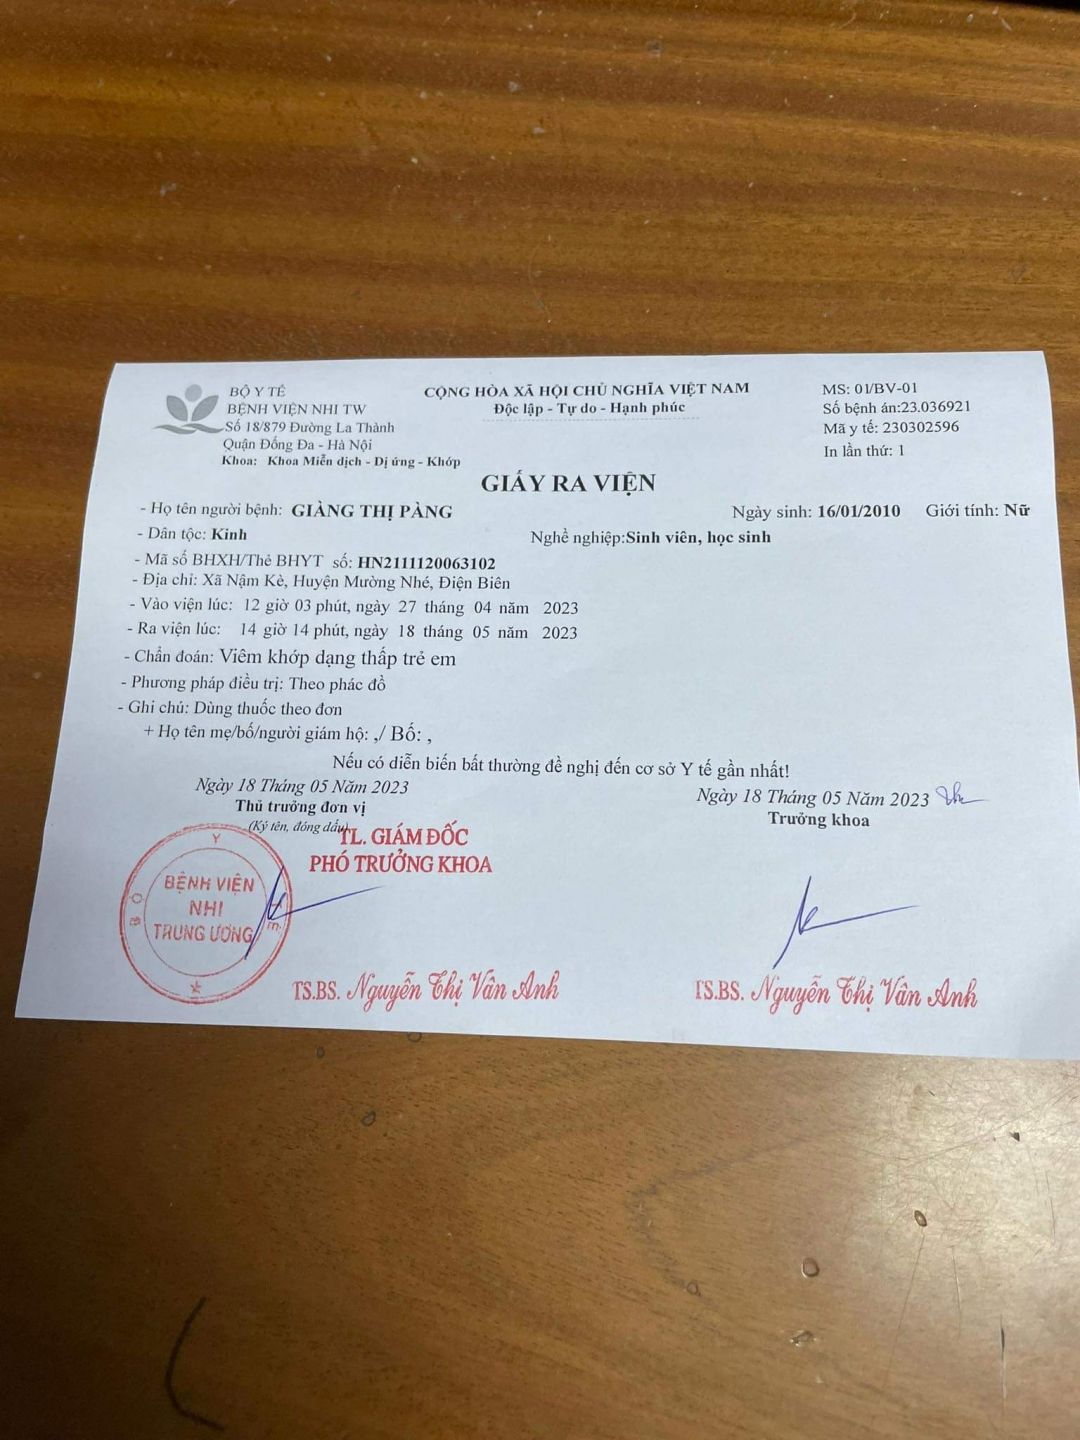 BỘ Y TẾ
BỆNH VIỆN NHI TW
Số 18/879 Đường La Thành
Quận Đống Đa - Hà Nội
Khoa: Khoa Miễn dịch - Dị ứng - Khớp
CỘNG HÒA XÃ HỘI CHỦ NGHĨA VIỆT NAM
Độc lập - Tự do - Hạnh phúc
MS: 01/BV-01
Số bệnh án:23.036921
Mã y tế: 230302596
In lần thứ: 1
GIẤY RA VIỆN
- Họ tên người bệnh: GIÀNG THỊ PÀNG Ngày sinh: 16/01/2010 Giới tính: Nữ
- Dân tộc: Kinh Nghề nghiệp:Sinh viên, học sinh
- Mã số BHXH/Thẻ BHYT số: HN2111120063102
- Địa chỉ: Xã Nậm Kè, Huyện Mường Nhé, Điện Biên
- Vào viện lúc: 12 giờ 03 phút, ngày 27 tháng 04 năm 2023
- Ra viện lúc: 14 giờ 14 phút, ngày 18 tháng 05 năm 2023
- Chẩn đoán: Viêm khớp dạng thấp trẻ em
- Phương pháp điều trị: Theo phác đồ
- Ghi chú: Dùng thuốc theo đơn
+ Họ tên mẹ/bố/người giám hộ: ,/ Bố: ,
Nếu có diễn biến bất thường đề nghị đến cơ sở Y tế gần nhất!
Ngày 18 Tháng 05 Năm 2023
Thủ trưởng đơn vị
(Ký tên, đóng dấu)
TL. GIÁM ĐỐC
PHÓ TRƯỞNG KHOA
BỘ Y TẾ
BỆNH VIỆN
NHI
TRUNG ƯƠNG
TS.BS. Nguyễn Thị Vân Anh
Ngày 18 Tháng 05 Năm 2023
Trưởng khoa
TS.BS. Nguyễn Thị Vân Anh